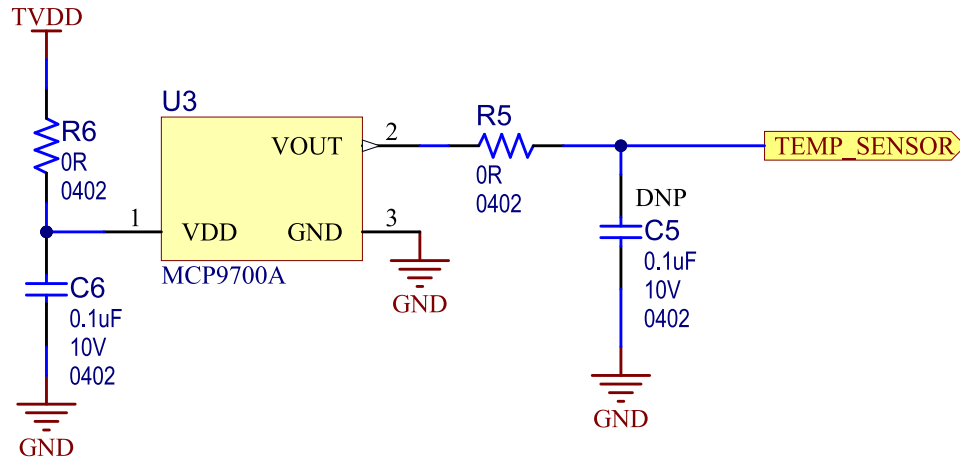 TVDD
R6
0R
0402
U3
VOUT
2
1
VDD
GND
3
MCP9700A
GND
R5
0R
0402
TEMP_SENSOR
DNP
C5
0.1uF
10V
0402
GND
C6
0.1uF
10V
0402
GND